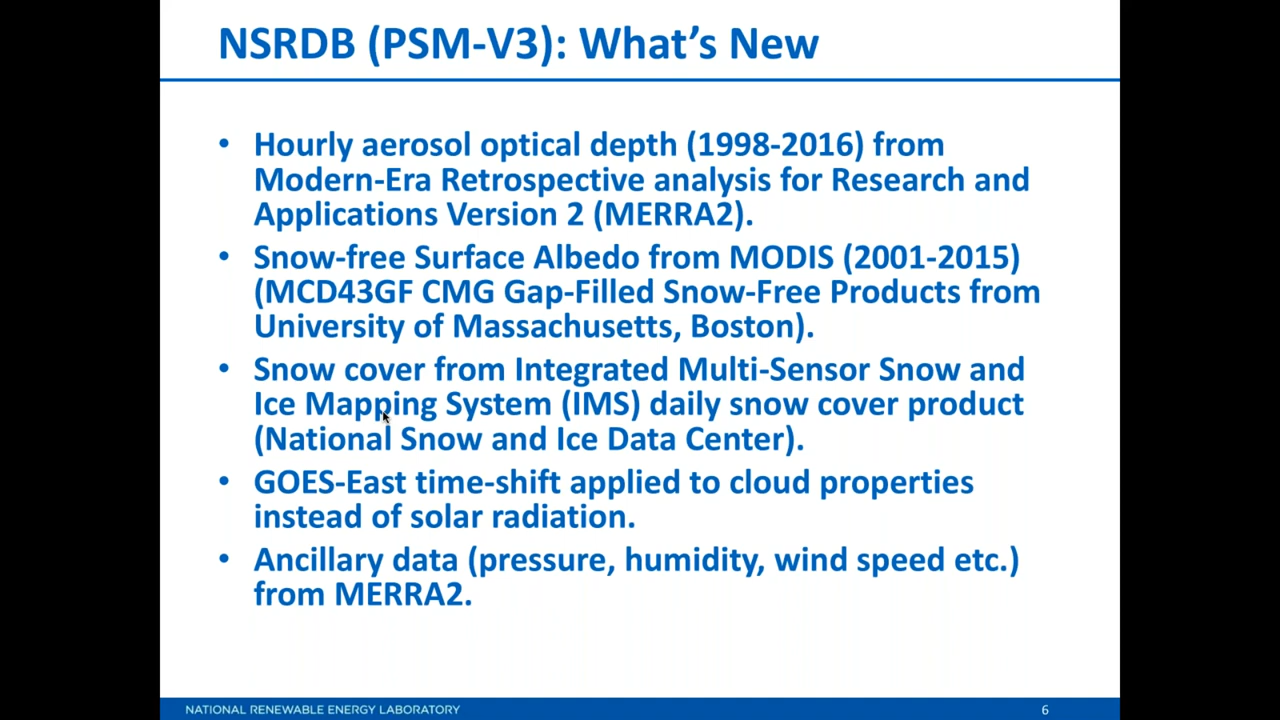 NSRDB (PSM-V3): What's New
• Hourly aerosol optical depth (1998-2016) from
Modern-Era Retrospective analysis for Research and
Applications Version 2 (MERRA2).
• Snow-free Surface Albedo from MODIS (2001-2015)
(MCD43GF CMG Gap-Filled Snow-Free Products from
University of Massachusetts, Boston).
• Snow cover from Integrated Multi-Sensor Snow and
Ice Mapping System (IMS) daily snow cover product
(National Snow and Ice Data Center).
• GOES-East time-shift applied to cloud properties
instead of solar radiation.
• Ancillary data (pressure, humidity, wind speed etc.)
from MERRA2.
NATIONAL RENEWABLE ENERGY LABORATORY
6